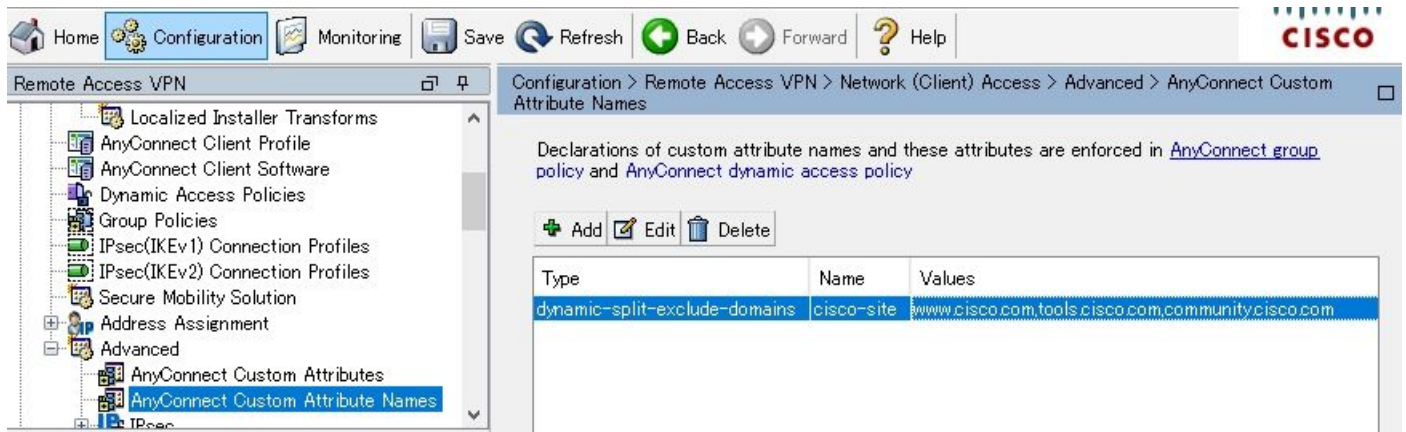 Home Configuration Monitoring Save Refresh Back Forward Help
CISCO
Remote Access VPN
Localized Installer Transforms
AnyConnect Client Profile
AnyConnect Client Software
Dynamic Access Policies
Group Policies
IPsec(IKEv1) Connection Profiles
IPsec(IKEv2) Connection Profiles
Secure Mobility Solution
Address Assignment
Advanced
AnyConnect Custom Attributes
AnyConnect Custom Attribute Names
IPsec
Configuration > Remote Access VPN > Network (Client) Access > Advanced > AnyConnect Custom
Attribute Names
Declarations of custom attribute names and these attributes are enforced in AnyConnect group
policy and AnyConnect dynamic access policy
Add Edit Delete
Type Name Values
dynamic-split-exclude-domains cisco-site www.cisco.com,tools.cisco.com,community.cisco.com